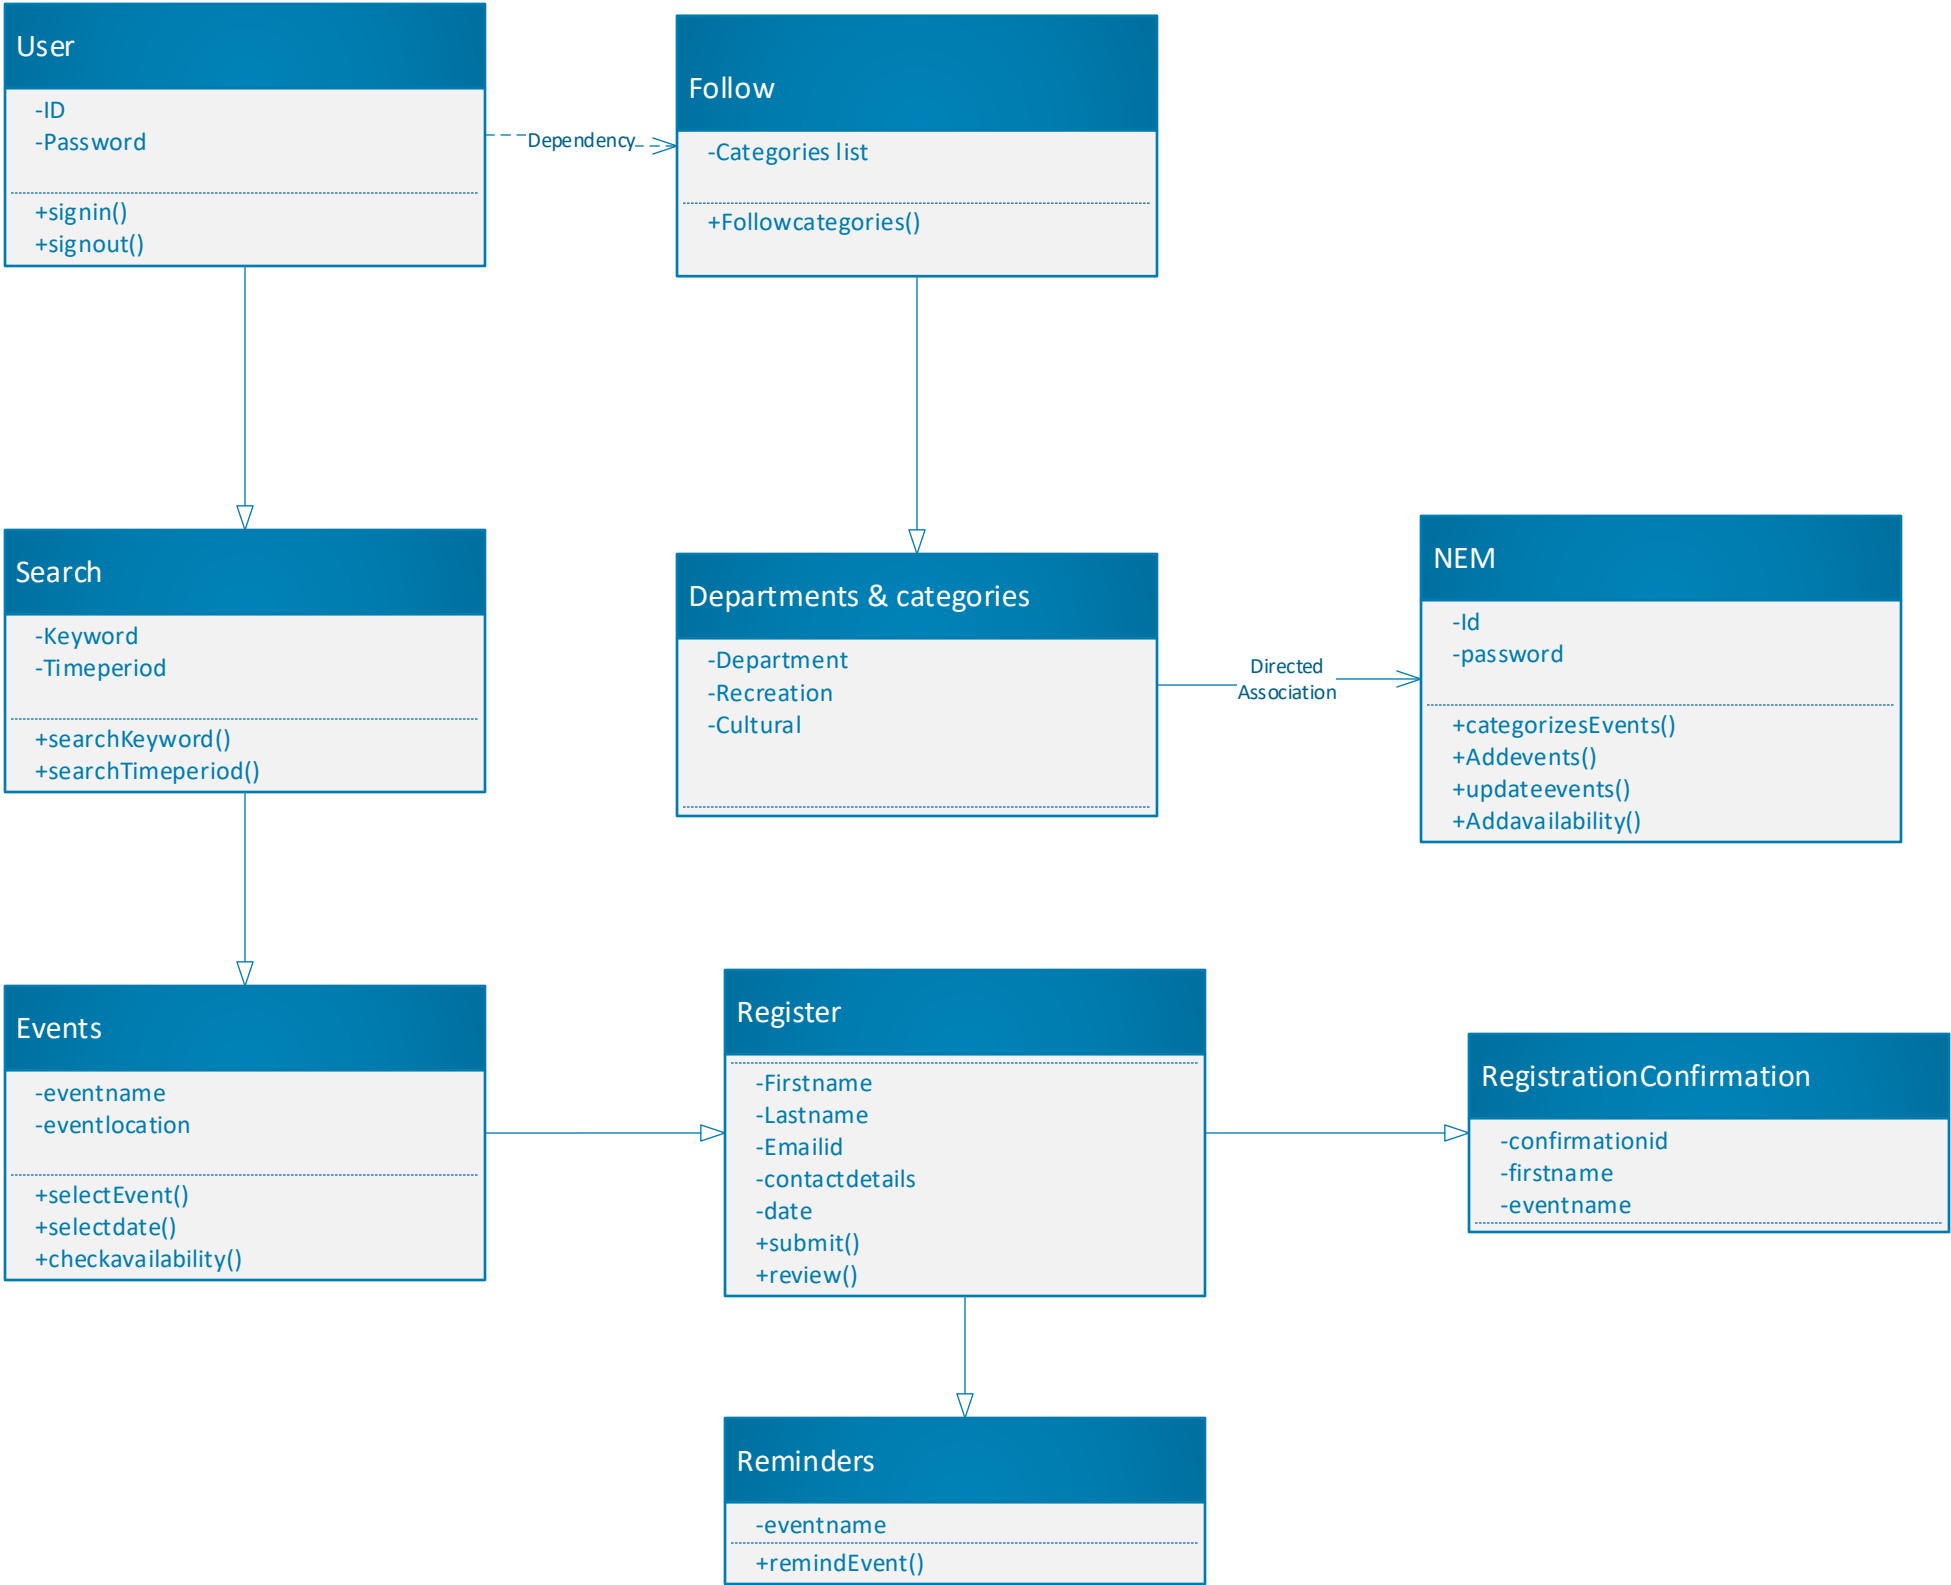 User
-ID
-Password
+signin()
+signout()
Dependency
Follow
-Categories list
+Followcategories()
Search
-Keyword
-Timeperiod
+searchKeyword()
+searchTimeperiod()
Departments & categories
-Department
-Recreation
-Cultural
Directed
Association
NEM
-Id
-password
+categorizesEvents()
+Addevents()
+updateevents()
+Addavailability()
Events
-eventname
-eventlocation
+selectEvent()
+selectdate()
+checkavailability()
Register
-Firstname
-Lastname
-Emailid
-contactdetails
-date
+submit()
+review()
RegistrationConfirmation
-confirmationid
-firstname
-eventname
Reminders
-eventname
+remindEvent()